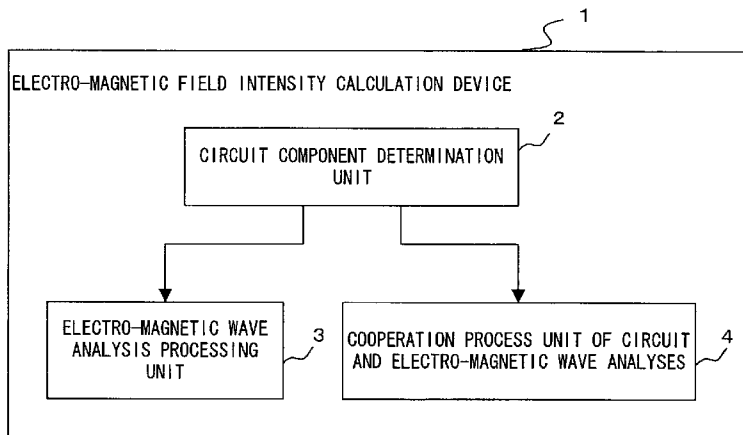 1
ELECTRO-MAGNETIC FIELD INTENSITY CALCULATION DEVICE
2
CIRCUIT COMPONENT DETERMINATION
UNIT
ELECTRO-MAGNETIC WAVE
ANALYSIS PROCESSING
UNIT
3
COOPERATION PROCESS UNIT OF CIRCUIT
AND ELECTRO-MAGNETIC WAVE ANALYSES
4